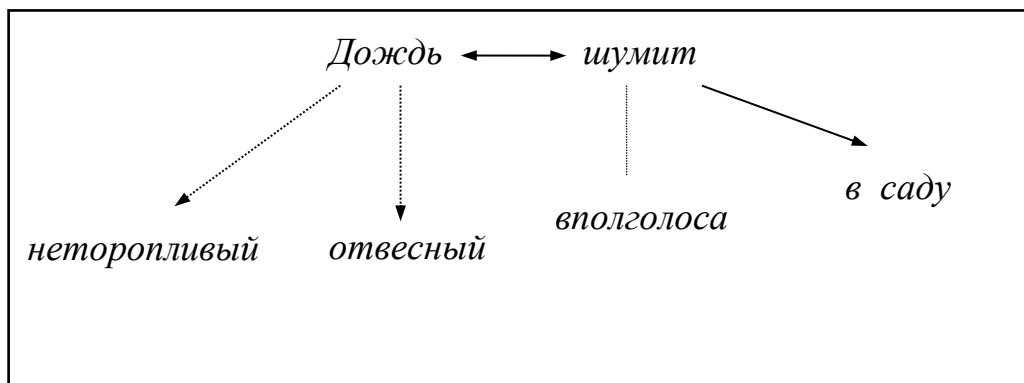 Дождь шумит
в саду
вполголоса
неторопливый отвесный